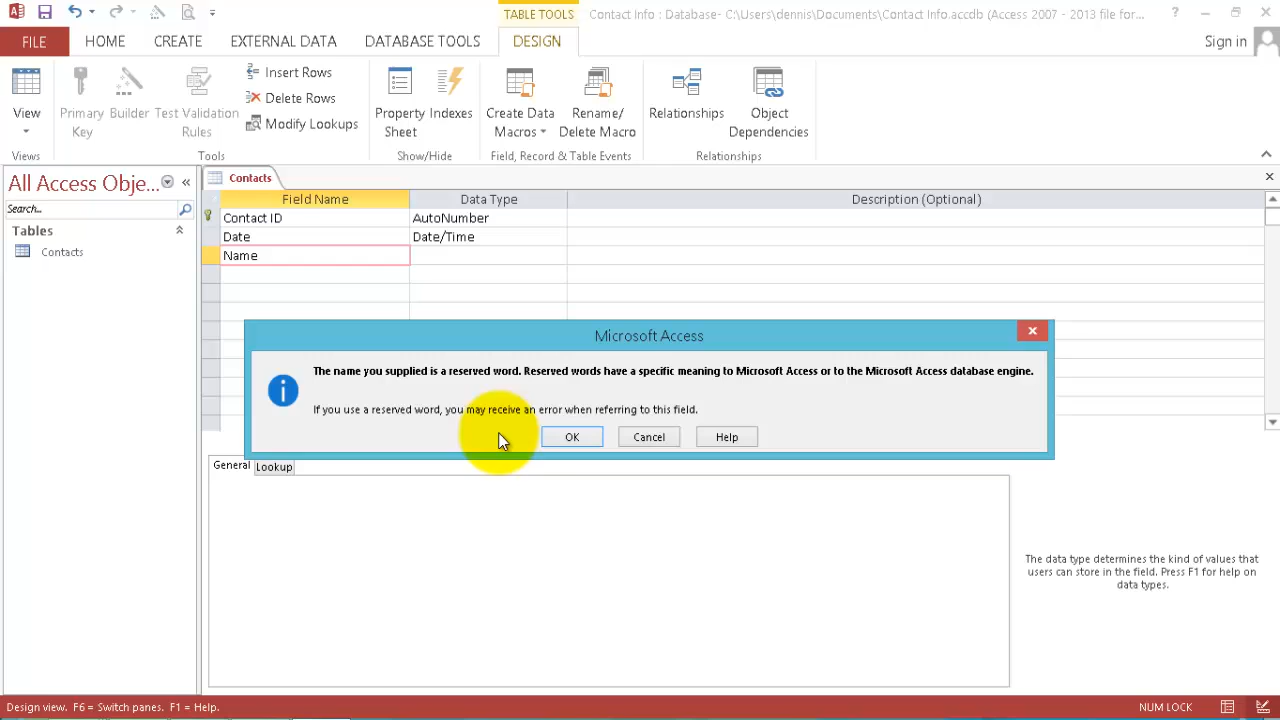 TABLE TOOLS
Contact Info : Database- C:\Users\dennis\Documents\Contact Info.accdb (Access 2007 - 2013 file for...
?
FILE
HOME
CREATE
EXTERNAL DATA
DATABASE TOOLS
DESIGN
Sign in
View
Primary
Key
Builder
Test Validation
Rules
Insert Rows
Delete Rows
Modify Lookups
Property
Sheet
Indexes
Create Data
Macros
Rename/
Delete Macro
Relationships
Object
Dependencies
Views
Tools
Show/Hide
Field, Record & Table Events
Relationships
All Access Obje...
Search...
Tables
Contacts
Contacts
Field Name Data Type Description (Optional)
Contact ID AutoNumber
Date Date/Time
Name
Microsoft Access
The name you supplied is a reserved word. Reserved words have a specific meaning to Microsoft Access or to the Microsoft Access database engine.
If you use a reserved word, you may receive an error when referring to this field.
OK Cancel Help
General Lookup
The data type determines the kind of values that
users can store in the field. Press F1 for help on
data types.
Design view. F6 = Switch panes. F1 = Help.
NUM LOCK